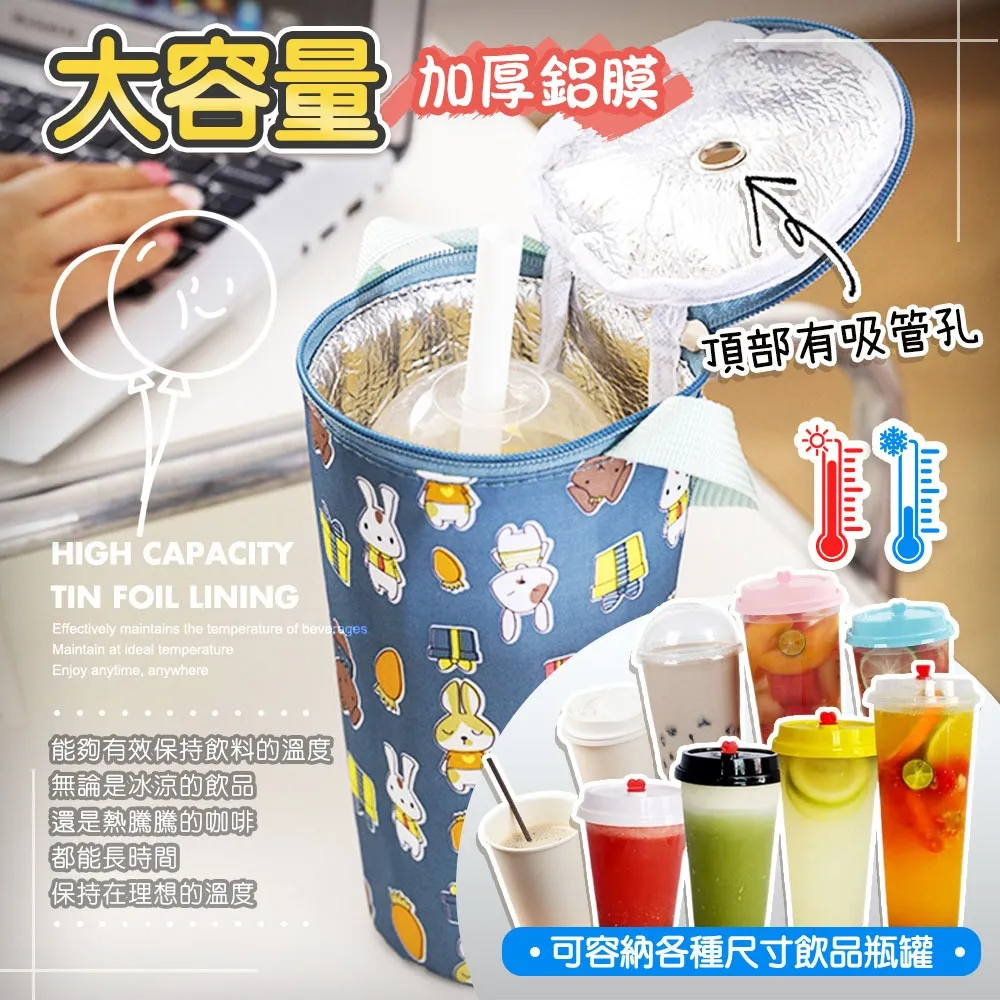 大容量
加厚鋁膜
頂部有吸管孔
HIGH CAPACITY
TIN FOIL LINING
Effectively maintains the temperature of beverages
Maintain at ideal temperature
Enjoy anytime, anywhere
能夠有效保持飲料的溫度
無論是冰涼的飲品
還是熱騰騰的咖啡
都能長時間
保持在理想的溫度
•可容納各種尺寸飲品瓶罐•